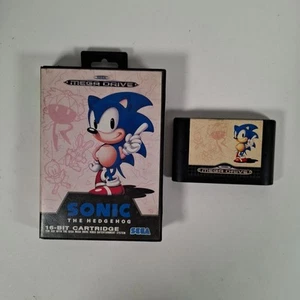 MEGA DRIVE
SONIC
THE HEDGEHOG
16-BIT CARTRIDGE
SEGA
MEGA DRIVE